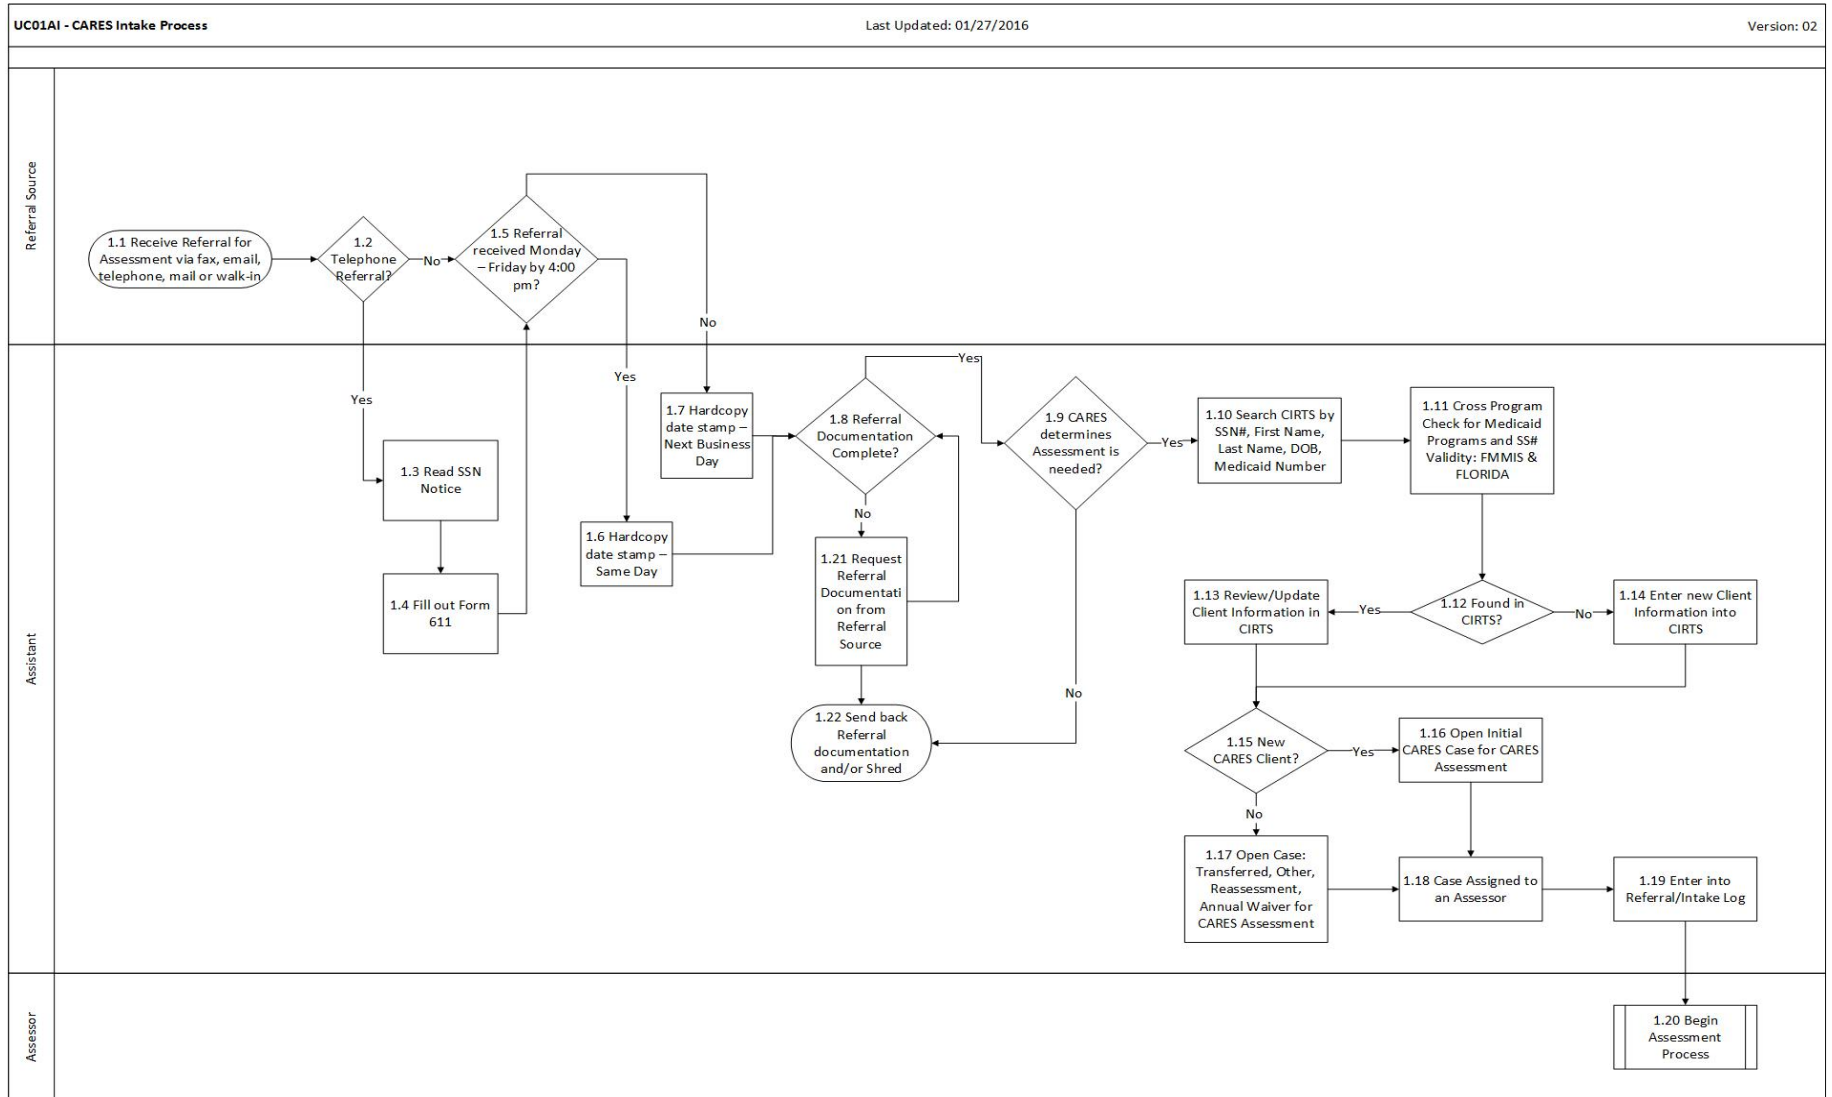 UC01AI - CARES Intake Process
Last Updated: 01/27/2016
Version: 02
Referral Source
1.1 Receive Referral for
Assessment via fax, email,
telephone, mail or walk-in
1.2
Telephone
Referral?
No
1.5 Referral
received Monday
– Friday by 4:00
pm?
No
Yes
Yes
Assistant
1.3 Read SSN
Notice
1.4 Fill out Form
611
1.7 Hardcopy
date stamp –
Next Business
Day
1.6 Hardcopy
date stamp –
Same Day
1.8 Referral
Documentation
Complete?
Yes
No
1.21 Request
Referral
Documentati
on from
Referral
Source
1.22 Send back
Referral
documentation
and/or Shred
1.9 CARES
determines
Assessment is
needed?
No
Yes
1.10 Search CIRTS by
SSN#, First Name,
Last Name, DOB,
Medicaid Number
1.11 Cross Program
Check for Medicaid
Programs and SS#
Validity: FMMIS &
FLORIDA
1.12 Found in
CIRTS?
Yes
No
1.13 Review/Update
Client Information in
CIRTS
1.14 Enter new Client
Information into
CIRTS
1.15 New
CARES Client?
Yes
No
1.16 Open Initial
CARES Case for CARES
Assessment
1.17 Open Case:
Transferred, Other,
Reassessment,
Annual Waiver for
CARES Assessment
1.18 Case Assigned to
an Assessor
1.19 Enter into
Referral/Intake Log
Assessor
1.20 Begin
Assessment
Process